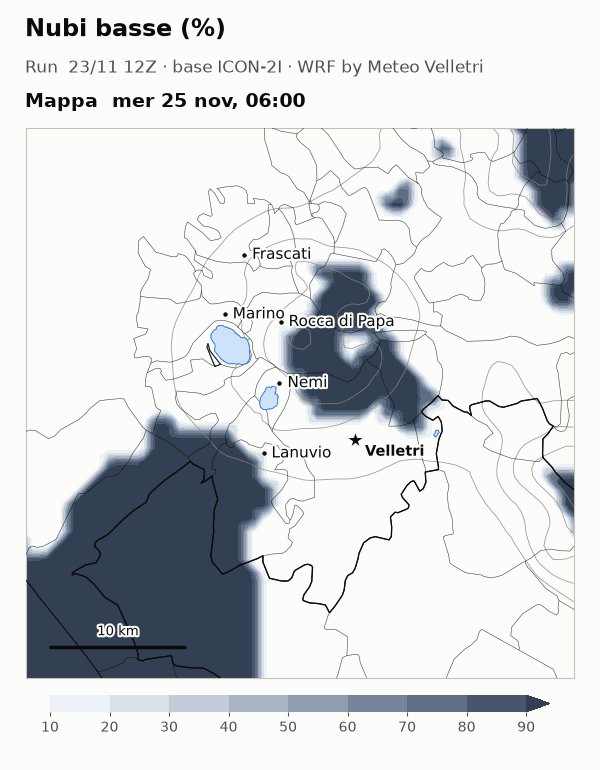 Nubi basse (%)
Run  23/11 12Z · base ICON-2I · WRF by Meteo Velletri
Mappa  mer 25 nov, 06:00
Frascati
Marino
Rocca di Papa
Nemi
Velletri
Lanuvio
10 km
10 20 30 40 50 60 70 80 90